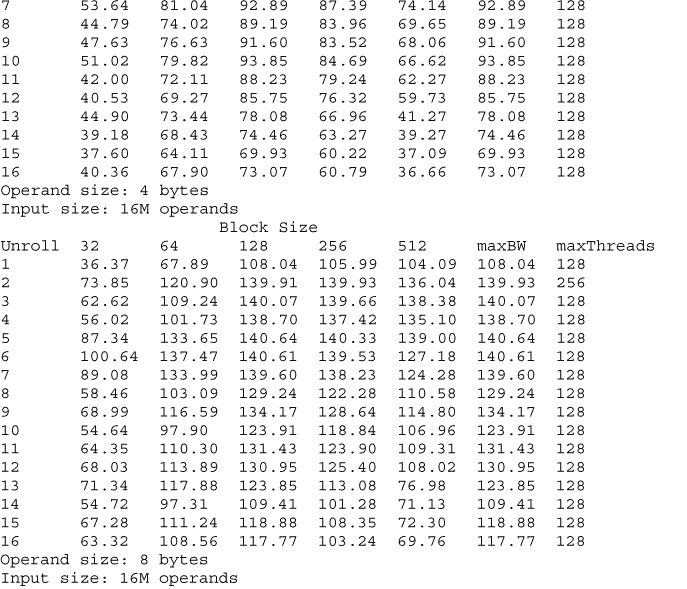 7 53.64 81.04 92.89 87.39 74.14 92.89 128
8 44.79 74.02 89.19 83.96 69.65 89.19 128
9 47.63 76.63 91.60 83.52 68.06 91.60 128
10 51.02 79.82 93.85 84.69 66.62 93.85 128
11 42.00 72.11 88.23 79.24 62.27 88.23 128
12 40.53 69.27 85.75 76.32 59.73 85.75 128
13 44.90 73.44 78.08 66.96 41.27 78.08 128
14 39.18 68.43 74.46 63.27 39.27 74.46 128
15 37.60 64.11 69.93 60.22 37.09 69.93 128
16 40.36 67.90 73.07 60.79 36.66 73.07 128
Operand size: 4 bytes
Input size: 16M operands
Block Size
Unroll 32 64 128 256 512 maxBW maxThreads
1 36.37 67.89 108.04 105.99 104.09 108.04 128
2 73.85 120.90 139.91 139.93 136.04 139.93 256
3 62.62 109.24 140.07 139.66 138.38 140.07 128
4 56.02 101.73 138.70 137.42 135.10 138.70 128
5 87.34 133.65 140.64 140.33 139.00 140.64 128
6 100.64 137.47 140.61 139.53 127.18 140.61 128
7 89.08 133.99 139.60 138.23 124.28 139.60 128
8 58.46 103.09 129.24 122.28 110.58 129.24 128
9 68.99 116.59 134.17 128.64 114.80 134.17 128
10 54.64 97.90 123.91 118.84 106.96 123.91 128
11 64.35 110.30 131.43 123.90 109.31 131.43 128
12 68.03 113.89 130.95 125.40 108.02 130.95 128
13 71.34 117.88 123.85 113.08 76.98 123.85 128
14 54.72 97.31 109.41 101.28 71.13 109.41 128
15 67.28 111.24 118.88 108.35 72.30 118.88 128
16 63.32 108.56 117.77 103.24 69.76 117.77 128
Operand size: 8 bytes
Input size: 16M operands